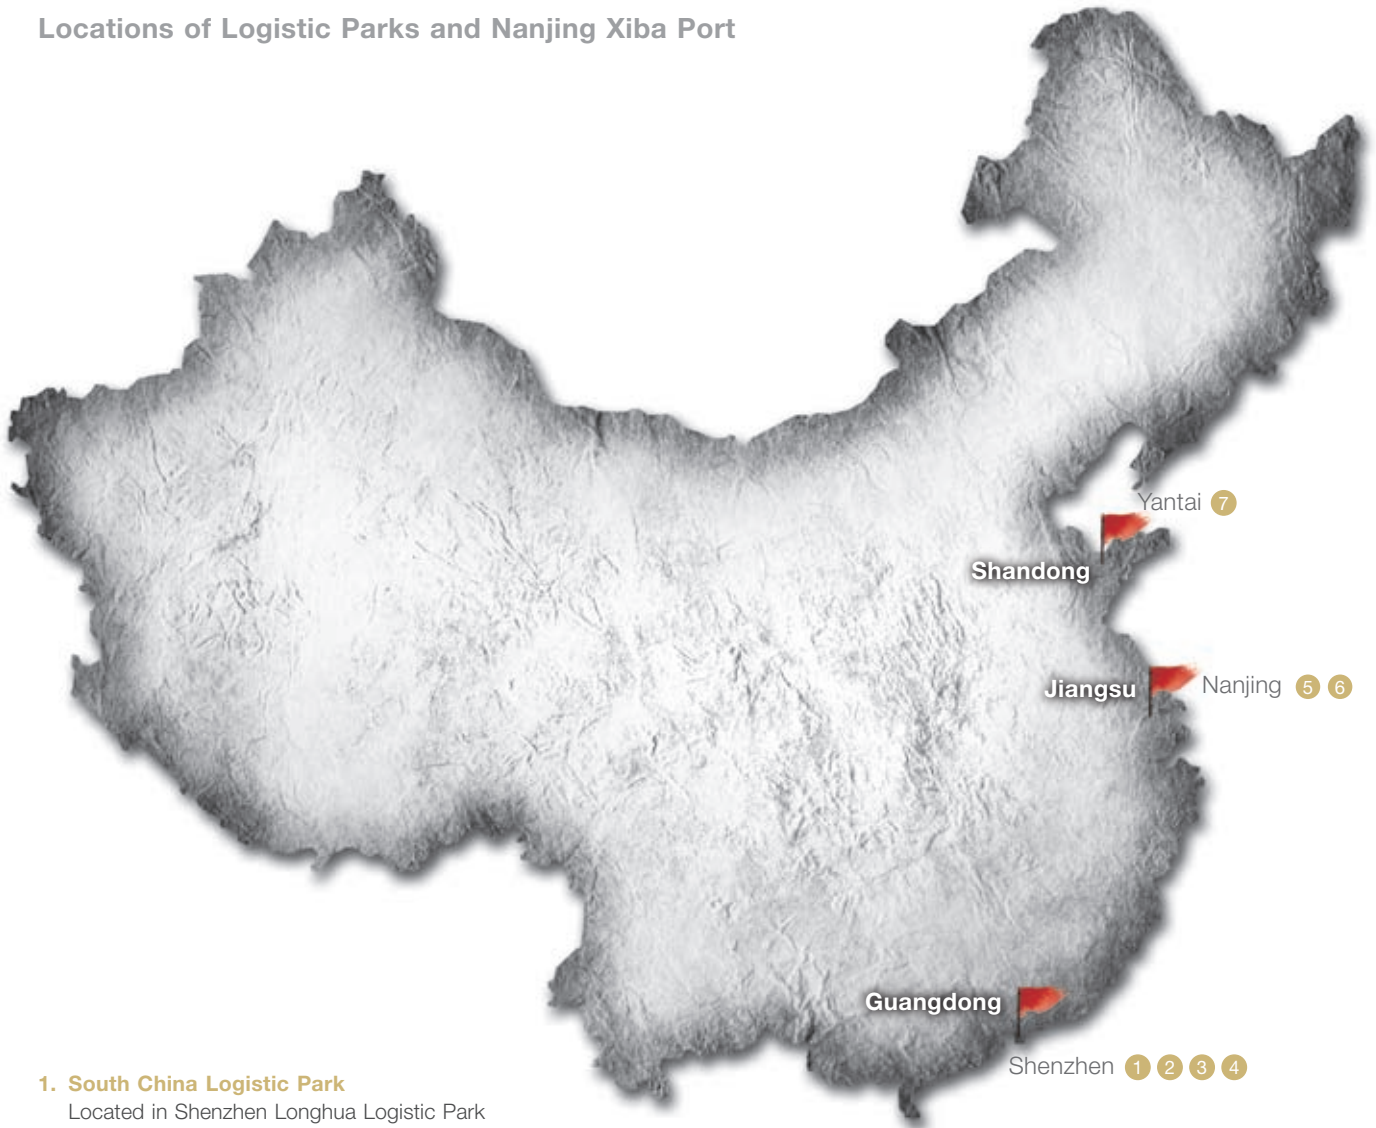 Locations of Logistic Parks and Nanjing Xiba Port
Yantai 7
Shandong
Jiangsu
Nanjing 5 6
Guangdong
Shenzhen 1 2 3 4
1. South China Logistic Park
Located in Shenzhen Longhua Logistic Park